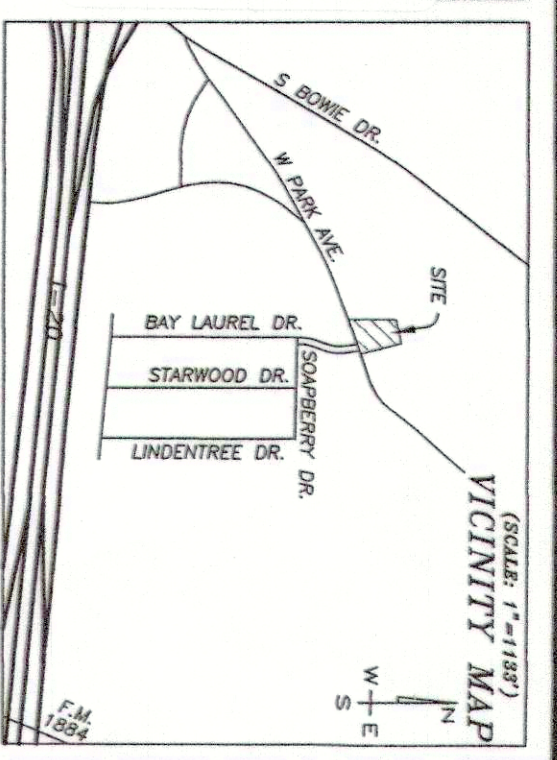 (SCALE: 1"=1183')
VICINITY MAP
S BOWIE DR.
W PARK AVE.
SITE
BAY LAUREL DR.
STARWOOD DR.
SOAPBERRY DR.
LINDENTREE DR.
I-20
F.M.
1884
N
W
E
S